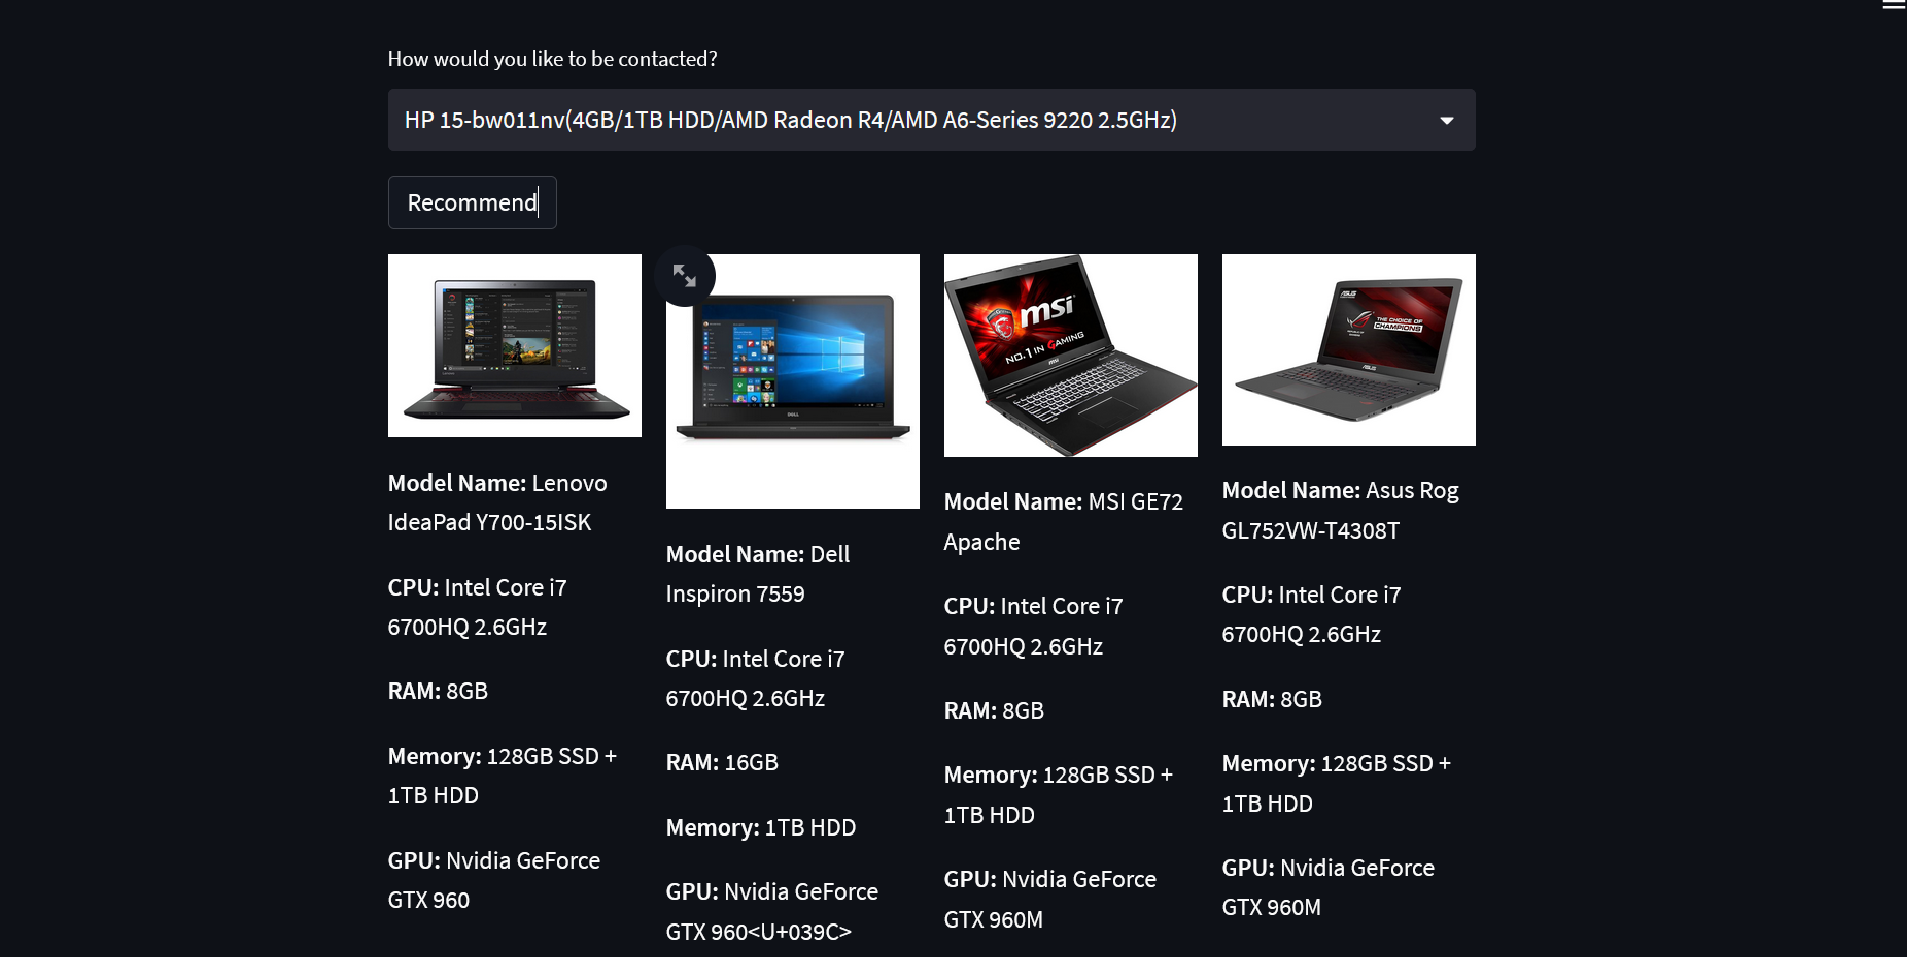 How would you like to be contacted?
HP 15-bw011nv(4GB/1TB HDD/AMD Radeon R4/AMD A6-Series 9220 2.5GHz)
Recommend
DELL
msi
NO.1 IN GAMING
msi
ASUS
THE CHOICE OF
CHAMPIONS
ASUS
Model Name: Lenovo
IdeaPad Y700-15ISK
CPU: Intel Core i7
6700HQ 2.6GHz
RAM: 8GB
Memory: 128GB SSD +
1TB HDD
GPU: Nvidia GeForce
GTX 960
Model Name: Dell
Inspiron 7559
CPU: Intel Core i7
6700HQ 2.6GHz
RAM: 16GB
Memory: 1TB HDD
GPU: Nvidia GeForce
GTX 960<U+039C>
Model Name: MSI GE72
Apache
CPU: Intel Core i7
6700HQ 2.6GHz
RAM: 8GB
Memory: 128GB SSD +
1TB HDD
GPU: Nvidia GeForce
GTX 960M
Model Name: Asus Rog
GL752VW-T4308T
CPU: Intel Core i7
6700HQ 2.6GHz
RAM: 8GB
Memory: 128GB SSD +
1TB HDD
GPU: Nvidia GeForce
GTX 960M